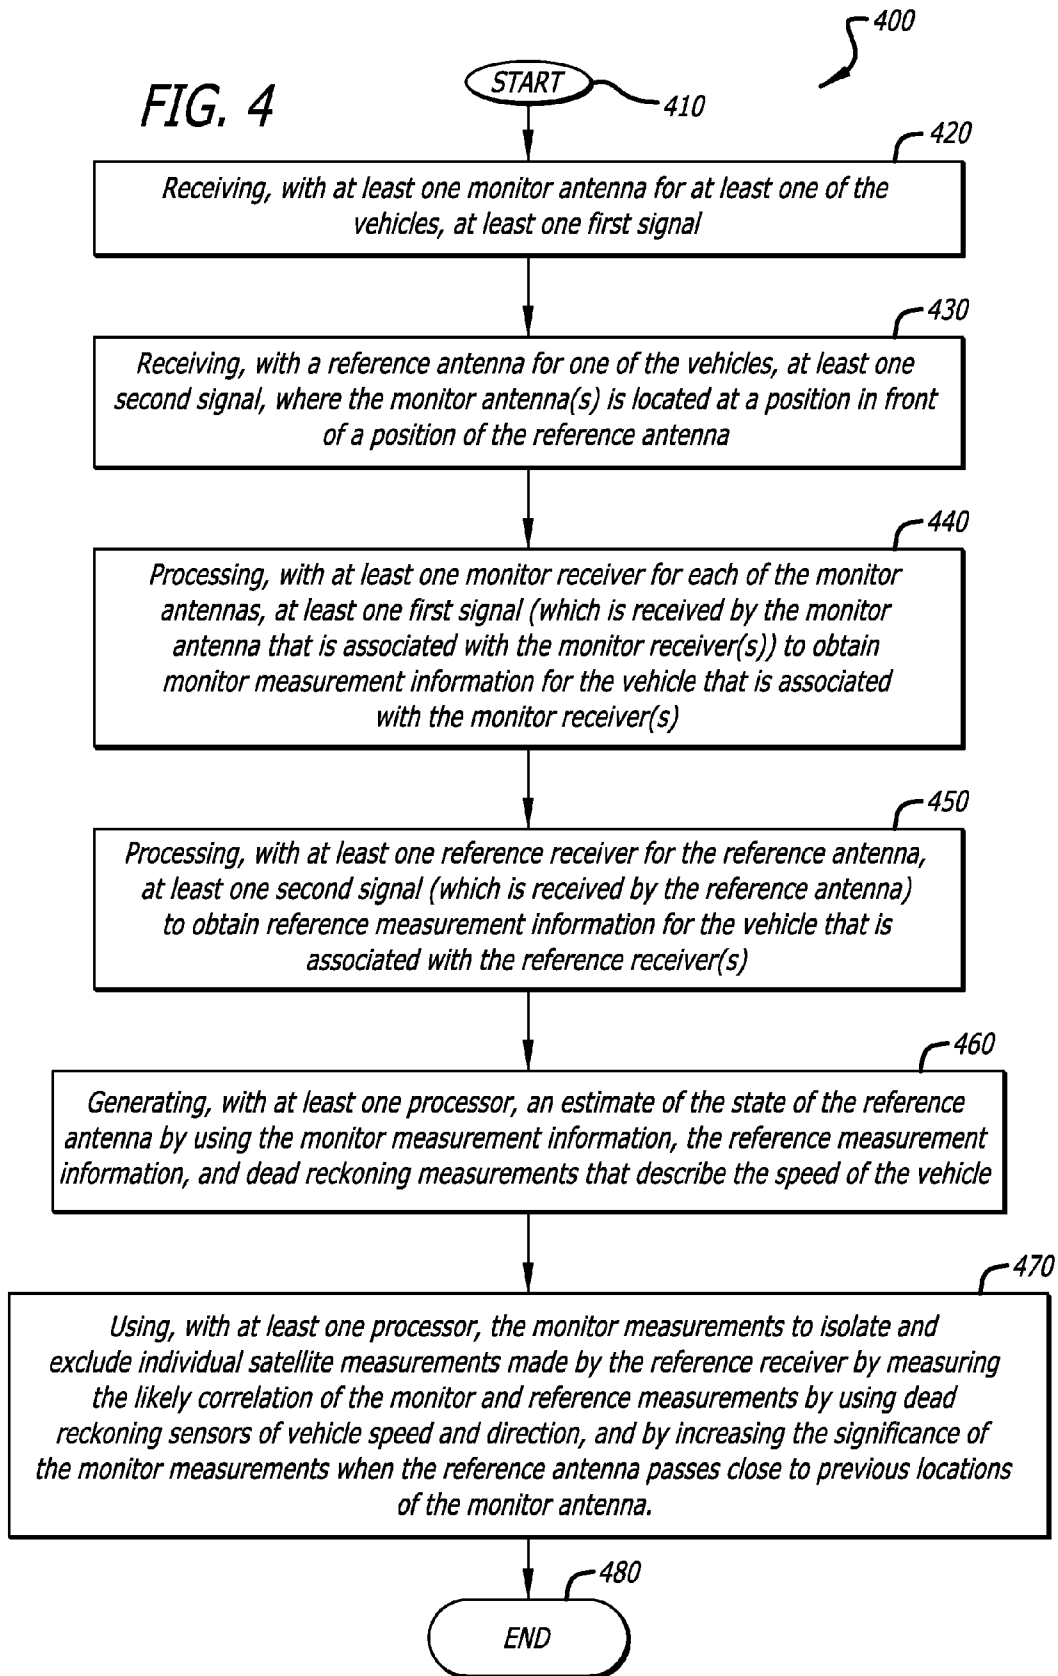 400
START
FIG. 4
410
420
Receiving, with at least one monitor antenna for at least one of the
vehicles, at least one first signal
430
Receiving, with a reference antenna for one of the vehicles, at least one
second signal, where the monitor antenna(s) is located at a position in front
of a position of the reference antenna
440
Processing, with at least one monitor receiver for each of the monitor
antennas, at least one first signal (which is received by the monitor
antenna that is associated with the monitor receiver(s)) to obtain
monitor measurement information for the vehicle that is associated
with the monitor receiver(s)
450
Processing, with at least one reference receiver for the reference antenna,
at least one second signal (which is received by the reference antenna)
to obtain reference measurement information for the vehicle that is
associated with the reference receiver(s)
460
Generating, with at least one processor, an estimate of the state of the reference
antenna by using the monitor measurement information, the reference measurement
information, and dead reckoning measurements that describe the speed of the vehicle
470
Using, with at least one processor, the monitor measurements to isolate and
exclude individual satellite measurements made by the reference receiver by measuring
the likely correlation of the monitor and reference measurements by using dead
reckoning sensors of vehicle speed and direction, and by increasing the significance of
the monitor measurements when the reference antenna passes close to previous locations
of the monitor antenna.
480
END